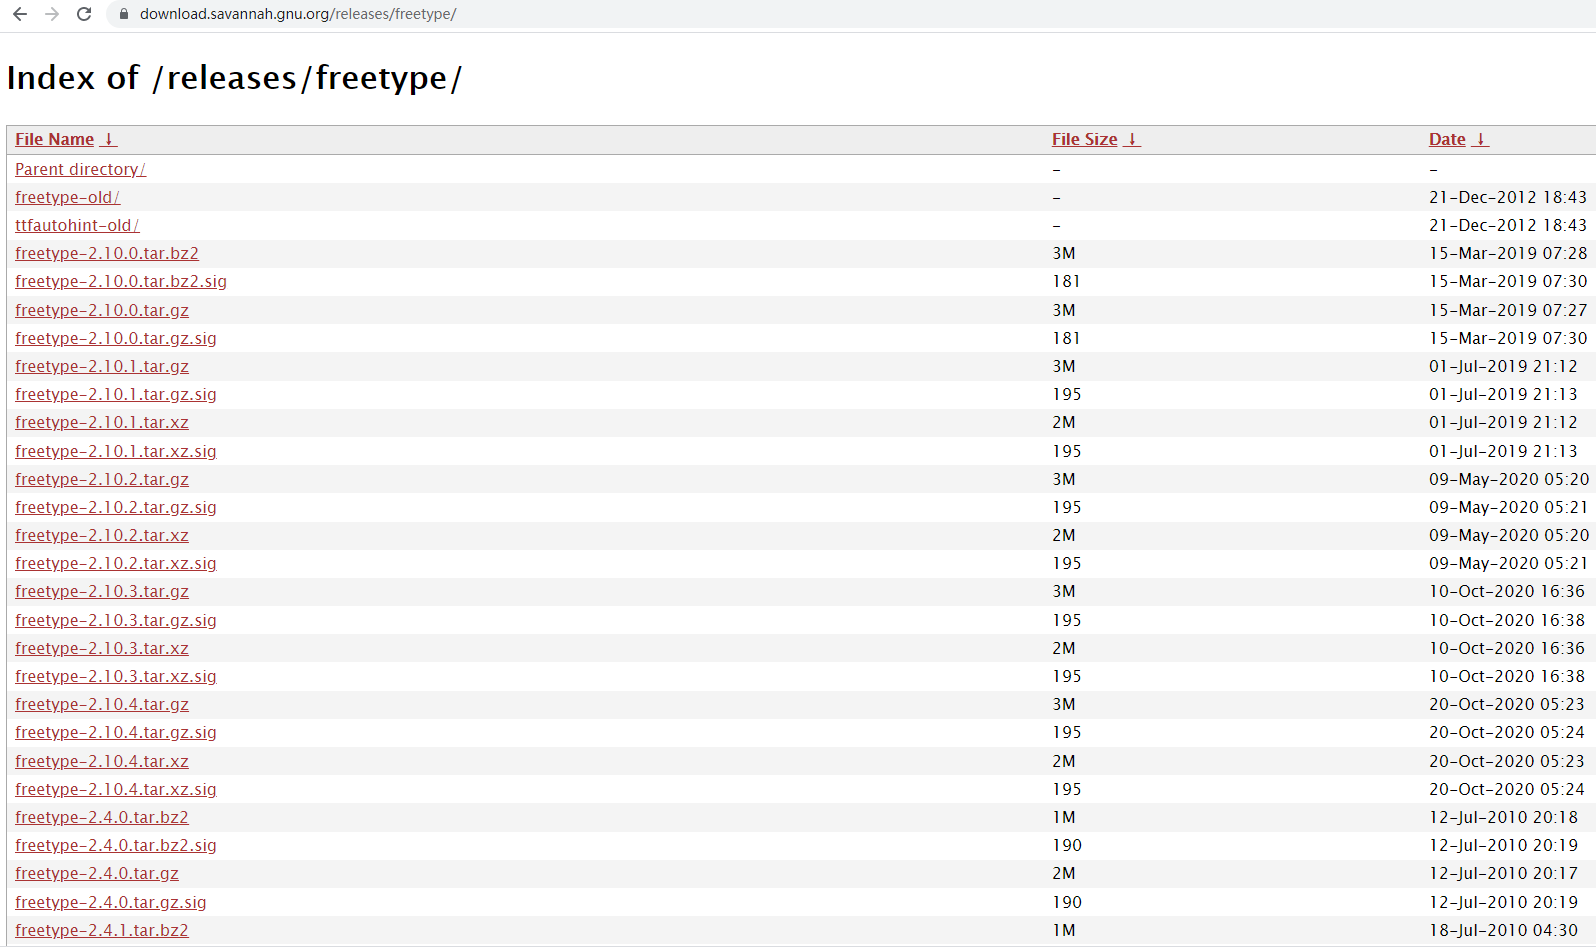 download.savannah.gnu.org/releases/freetype/
Index of /releases/freetype/
File Name ↓ File Size ↓ Date ↓
Parent directory/ - -
freetype-old/ - 21-Dec-2012 18:43
ttfautohint-old/ - 21-Dec-2012 18:43
freetype-2.10.0.tar.bz2 3M 15-Mar-2019 07:28
freetype-2.10.0.tar.bz2.sig 181 15-Mar-2019 07:30
freetype-2.10.0.tar.gz 3M 15-Mar-2019 07:27
freetype-2.10.0.tar.gz.sig 181 15-Mar-2019 07:30
freetype-2.10.1.tar.gz 3M 01-Jul-2019 21:12
freetype-2.10.1.tar.gz.sig 195 01-Jul-2019 21:13
freetype-2.10.1.tar.xz 2M 01-Jul-2019 21:12
freetype-2.10.1.tar.xz.sig 195 01-Jul-2019 21:13
freetype-2.10.2.tar.gz 3M 09-May-2020 05:20
freetype-2.10.2.tar.gz.sig 195 09-May-2020 05:21
freetype-2.10.2.tar.xz 2M 09-May-2020 05:20
freetype-2.10.2.tar.xz.sig 195 09-May-2020 05:21
freetype-2.10.3.tar.gz 3M 10-Oct-2020 16:36
freetype-2.10.3.tar.gz.sig 195 10-Oct-2020 16:38
freetype-2.10.3.tar.xz 2M 10-Oct-2020 16:36
freetype-2.10.3.tar.xz.sig 195 10-Oct-2020 16:38
freetype-2.10.4.tar.gz 3M 20-Oct-2020 05:23
freetype-2.10.4.tar.gz.sig 195 20-Oct-2020 05:24
freetype-2.10.4.tar.xz 2M 20-Oct-2020 05:23
freetype-2.10.4.tar.xz.sig 195 20-Oct-2020 05:24
freetype-2.4.0.tar.bz2 1M 12-Jul-2010 20:18
freetype-2.4.0.tar.bz2.sig 190 12-Jul-2010 20:19
freetype-2.4.0.tar.gz 2M 12-Jul-2010 20:17
freetype-2.4.0.tar.gz.sig 190 12-Jul-2010 20:19
freetype-2.4.1.tar.bz2 1M 18-Jul-2010 04:30